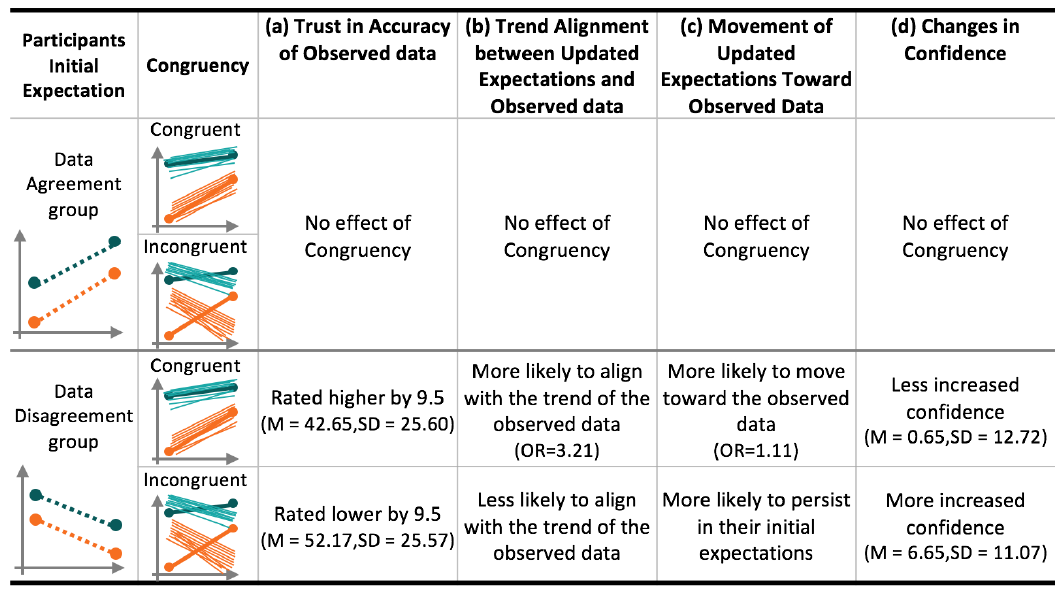 Participants
Initial
Expectation
Congruency
(a) Trust in Accuracy
of Observed data
(b) Trend Alignment
between Updated
Expectations and
Observed data
(c) Movement of
Updated
Expectations Toward
Observed Data
(d) Changes in
Confidence
Data
Agreement
group
Congruent
Incongruent
No effect of
Congruency
No effect of
Congruency
No effect of
Congruency
No effect of
Congruency
Data
Disagreement
group
Congruent
Rated higher by 9.5
(M = 42.65,SD = 25.60)
More likely to align
with the trend of the
observed data
(OR=3.21)
More likely to move
toward the observed
data
(OR=1.11)
Less increased
confidence
(M = 0.65,SD = 12.72)
Incongruent
Rated lower by 9.5
(M = 52.17,SD = 25.57)
Less likely to align
with the trend of the
observed data
More likely to persist
in their initial
expectations
More increased
confidence
(M = 6.65,SD = 11.07)